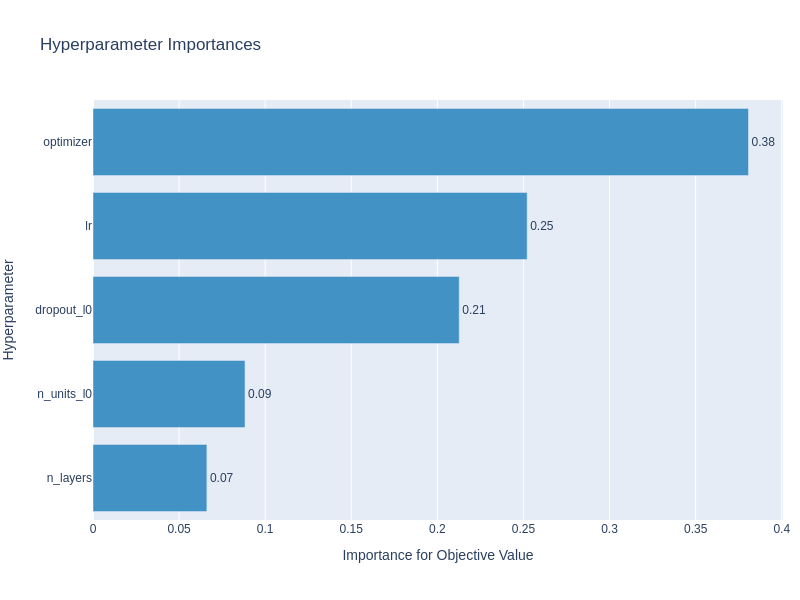 Hyperparameter Importances
Hyperparameter
optimizer
0.38
lr
0.25
dropout_l0
0.21
n_units_l0
0.09
n_layers
0.07
0 0.05 0.1 0.15 0.2 0.25 0.3 0.35 0.4
Importance for Objective Value